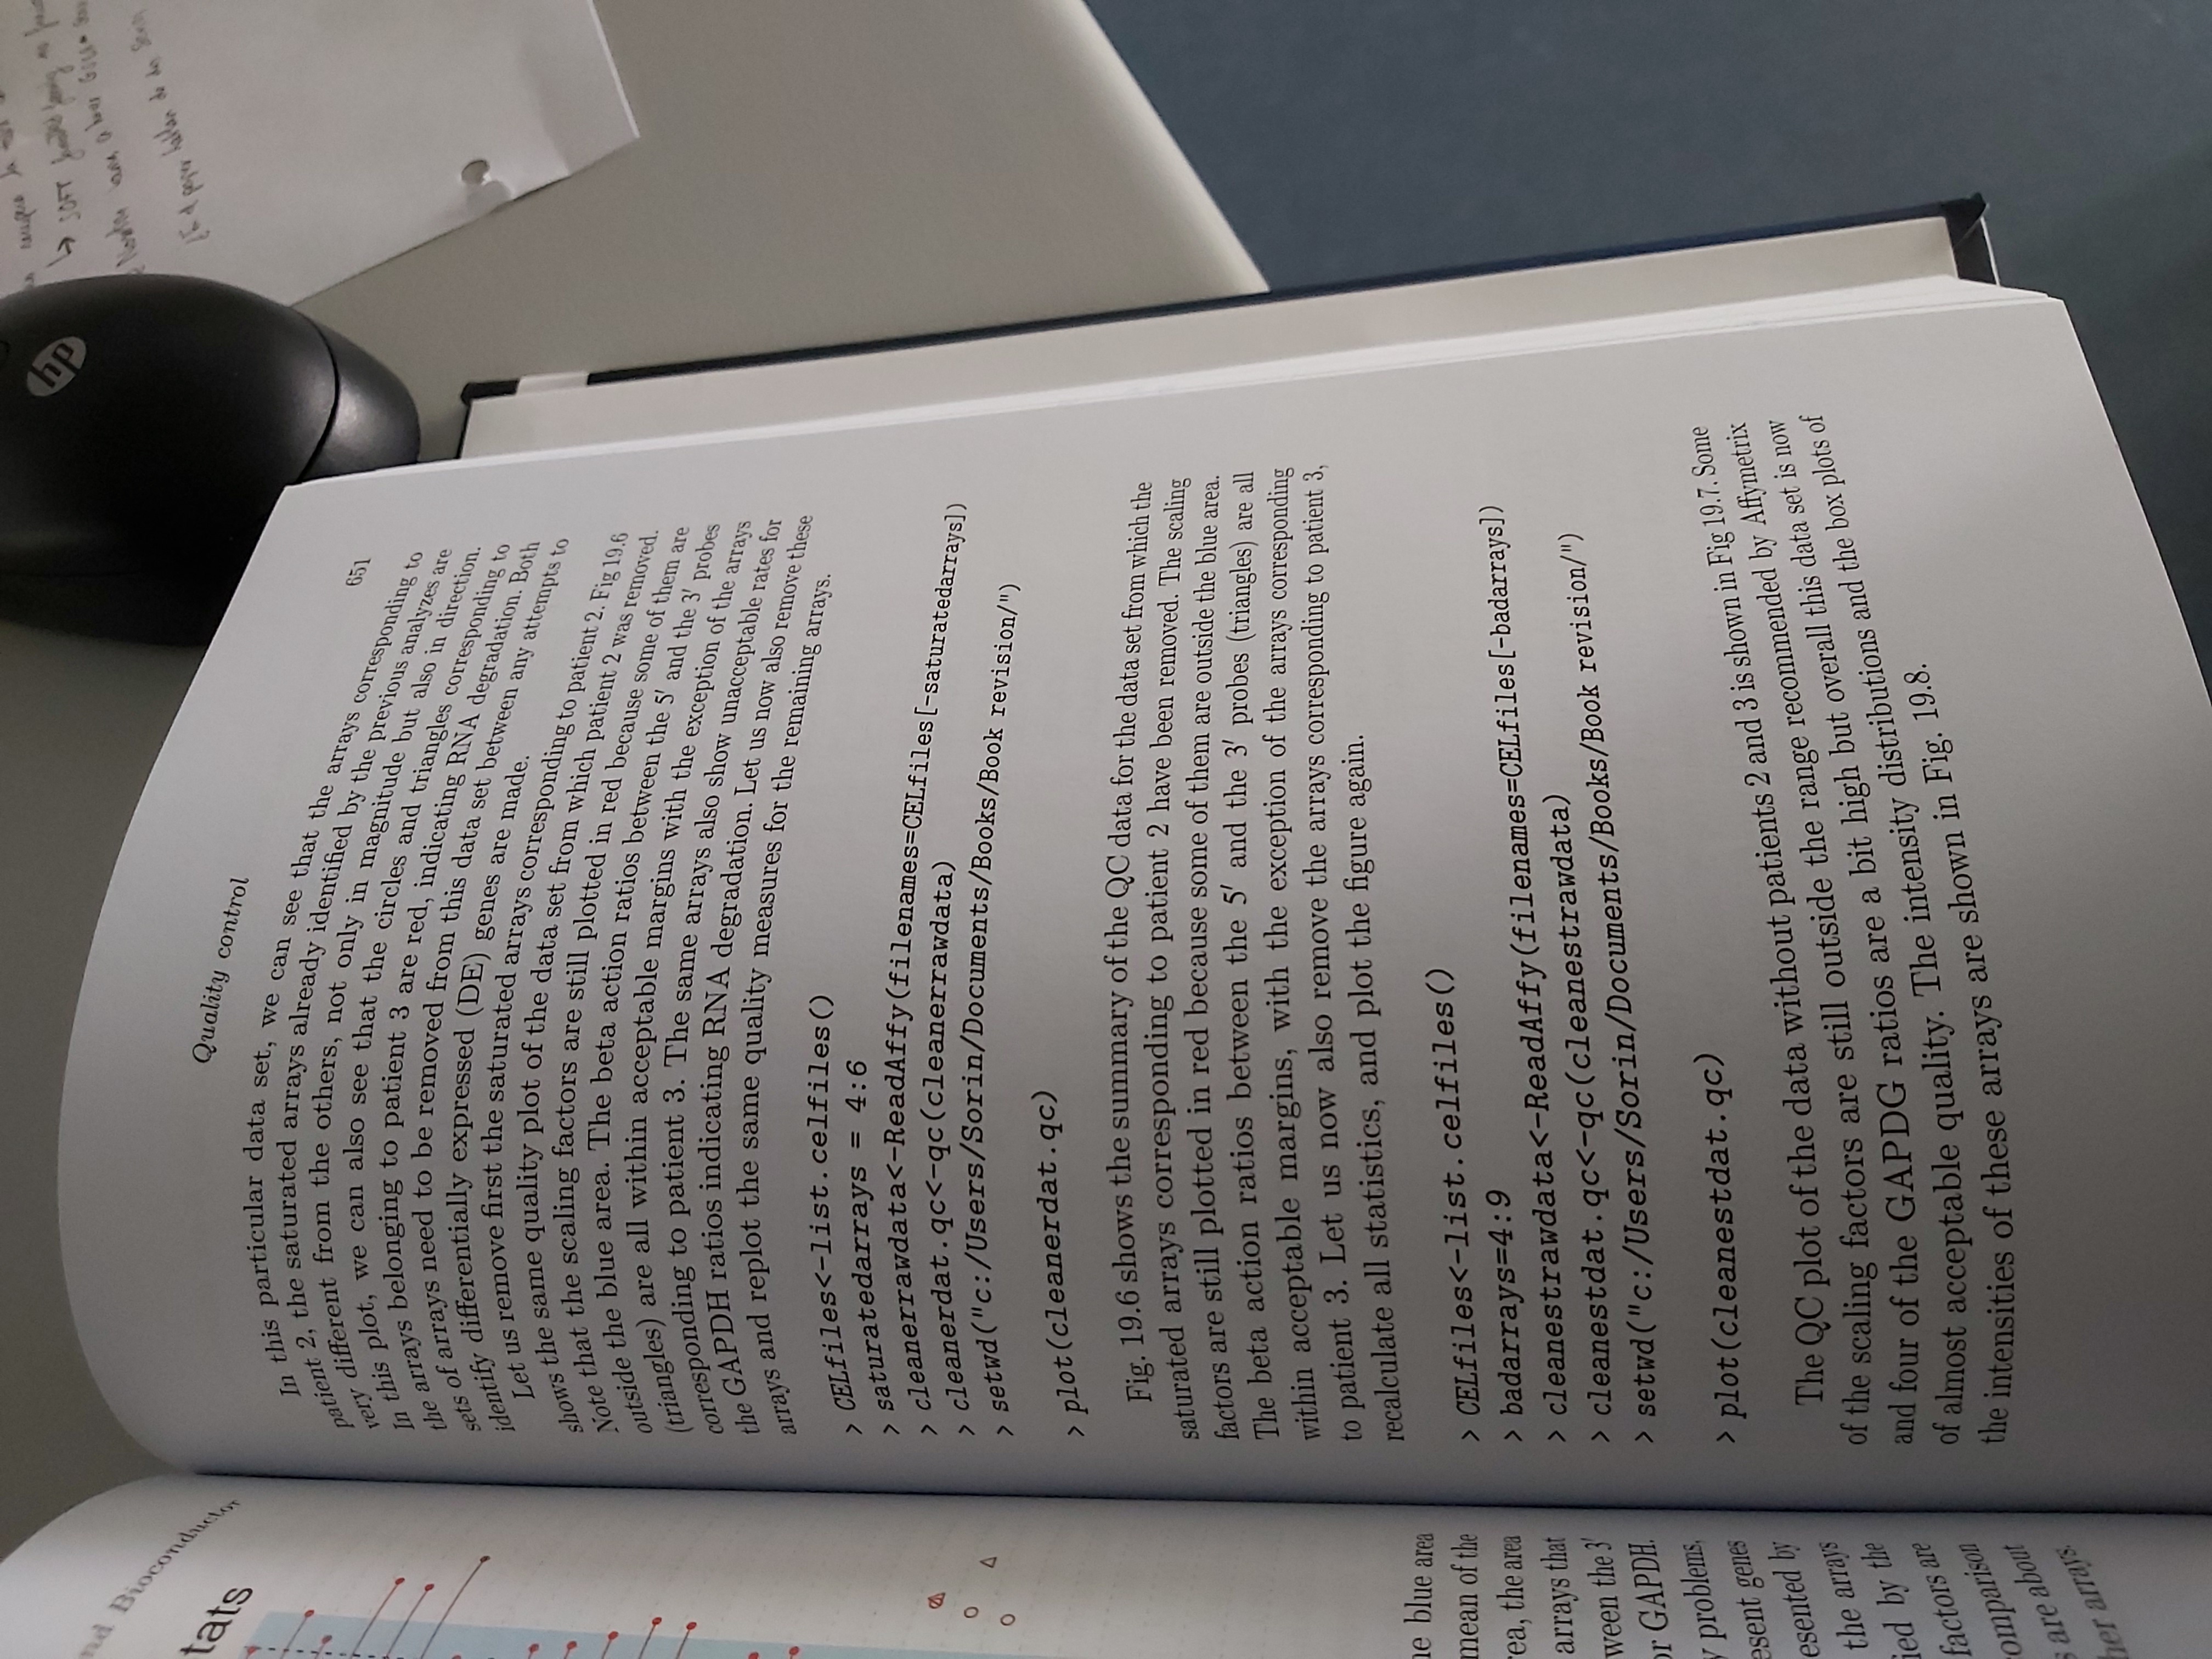 nd Bioconductor
tats
he blue area
mean of the
ea, the area
arrays that
ween the 3′
or GAPDH.
y problems,
esent genes
esented by
the arrays
ied by the
factors are
omparison
s are about
her arrays.
Quality control
651
In this particular data set, we can see that the arrays corresponding to
patient 2, the saturated arrays already identified by the previous analyzes are
very different from the others, not only in magnitude but also in direction.
In this plot, we can also see that the circles and triangles corresponding to
the arrays belonging to patient 3 are red, indicating RNA degradation. Both
sets of arrays need to be removed from this data set between any attempts to
identify differentially expressed (DE) genes are made.
Let us remove first the saturated arrays corresponding to patient 2. Fig 19.6
shows the same quality plot of the data set from which patient 2 was removed.
Note that the scaling factors are still plotted in red because some of them are
outside the blue area. The beta action ratios between the 5′ and the 3′ probes
(triangles) are all within acceptable margins with the exception of the arrays
corresponding to patient 3. The same arrays also show unacceptable rates for
the GAPDH ratios indicating RNA degradation. Let us now also remove these
arrays and replot the same quality measures for the remaining arrays.
> CELfiles<-list.celfiles()
> saturatedarrays = 4:6
> cleanerrawdata<-ReadAffy(filenames=CELfiles[-saturatedarrays])
> cleanerdat.qc<-qc(cleanerrawdata)
> setwd("c:/Users/Sorin/Documents/Books/Book revision/")
> plot(cleanerdat.qc)
Fig. 19.6 shows the summary of the QC data for the data set from which the
saturated arrays corresponding to patient 2 have been removed. The scaling
factors are still plotted in red because some of them are outside the blue area.
The beta action ratios between the 5′ and the 3′ probes (triangles) are all
within acceptable margins, with the exception of the arrays corresponding
to patient 3. Let us now also remove the arrays corresponding to patient 3,
recalculate all statistics, and plot the figure again.
> CELfiles<-list.celfiles()
> badarrays=4:9
> cleanestrawdata<-ReadAffy(filenames=CELfiles[-badarrays])
> cleanestdat.qc<-qc(cleanestrawdata)
> setwd("c:/Users/Sorin/Documents/Books/Book revision/")
> plot(cleanestdat.qc)
The QC plot of the data without patients 2 and 3 is shown in Fig 19.7. Some
of the scaling factors are still outside the range recommended by Affymetrix
and four of the GAPDG ratios are a bit high but overall this data set is now
of almost acceptable quality. The intensity distributions and the box plots of
the intensities of these arrays are shown in Fig. 19.8.
hp
la
↳ SOFT
a
paper hablan de